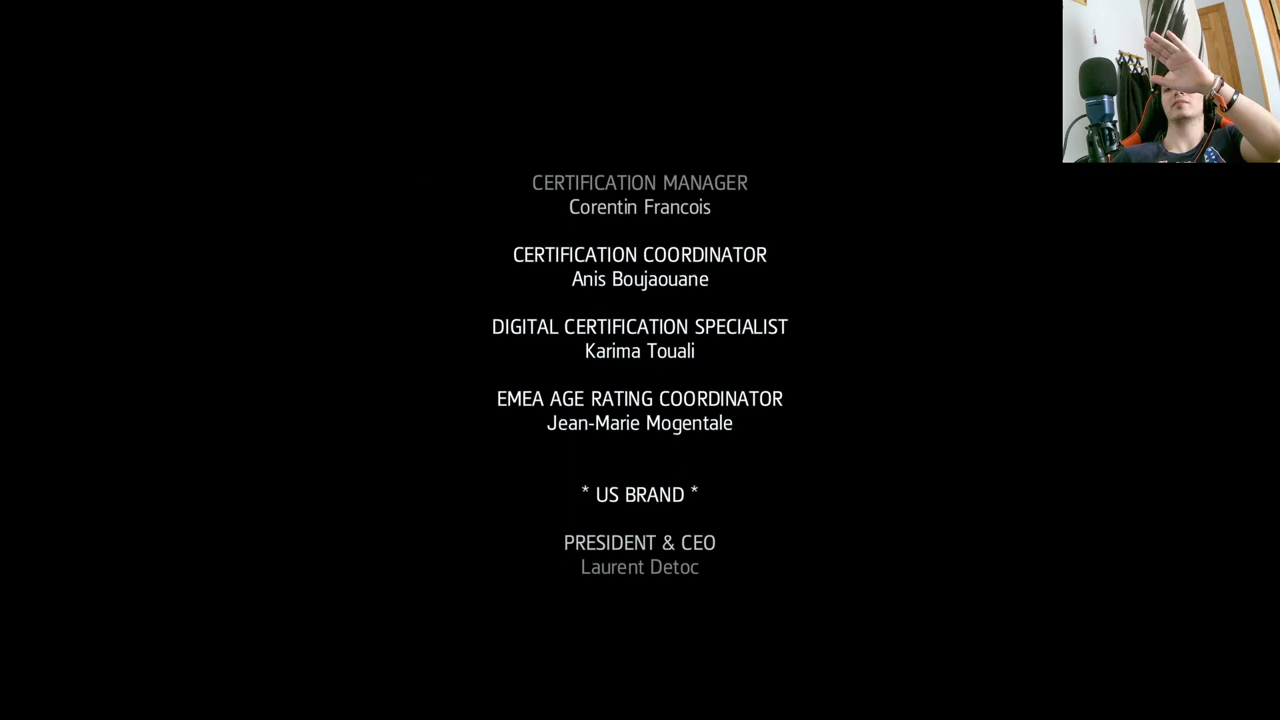 CERTIFICATION MANAGER
Corentin Francois
CERTIFICATION COORDINATOR
Anis Boujaouane
DIGITAL CERTIFICATION SPECIALIST
Karima Touali
EMEA AGE RATING COORDINATOR
Jean-Marie Mogentale
* US BRAND *
PRESIDENT & CEO
Laurent Detoc